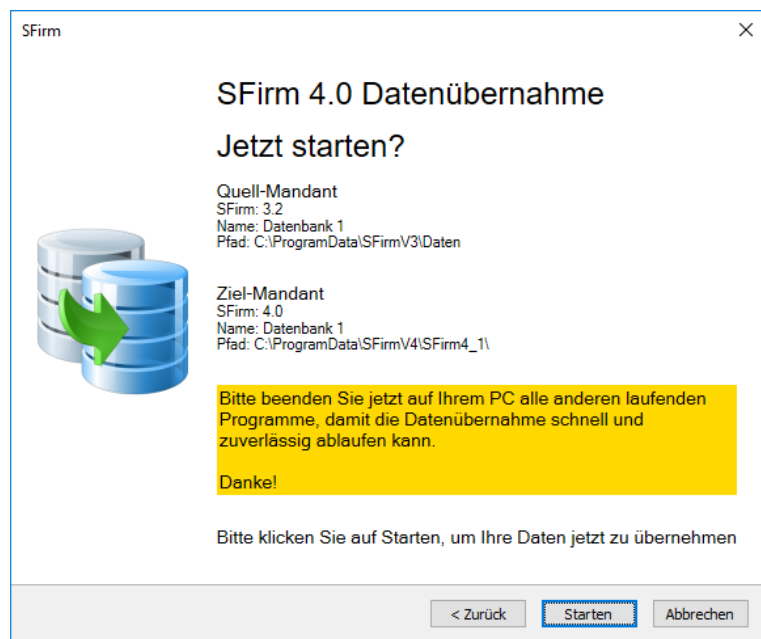 SFirm
SFirm 4.0 Datenübernahme
Jetzt starten?
Quell-Mandant
SFirm: 3.2
Name: Datenbank 1
Pfad: C:\ProgramData\SFirmV3\Daten
Ziel-Mandant
SFirm: 4.0
Name: Datenbank 1
Pfad: C:\ProgramData\SFirmV4\SFirm4_1\
Bitte beenden Sie jetzt auf Ihrem PC alle anderen laufenden
Programme, damit die Datenübernahme schnell und
zuverlässig ablaufen kann.
Danke!
Bitte klicken Sie auf Starten, um Ihre Daten jetzt zu übernehmen
< Zurück
Starten
Abbrechen